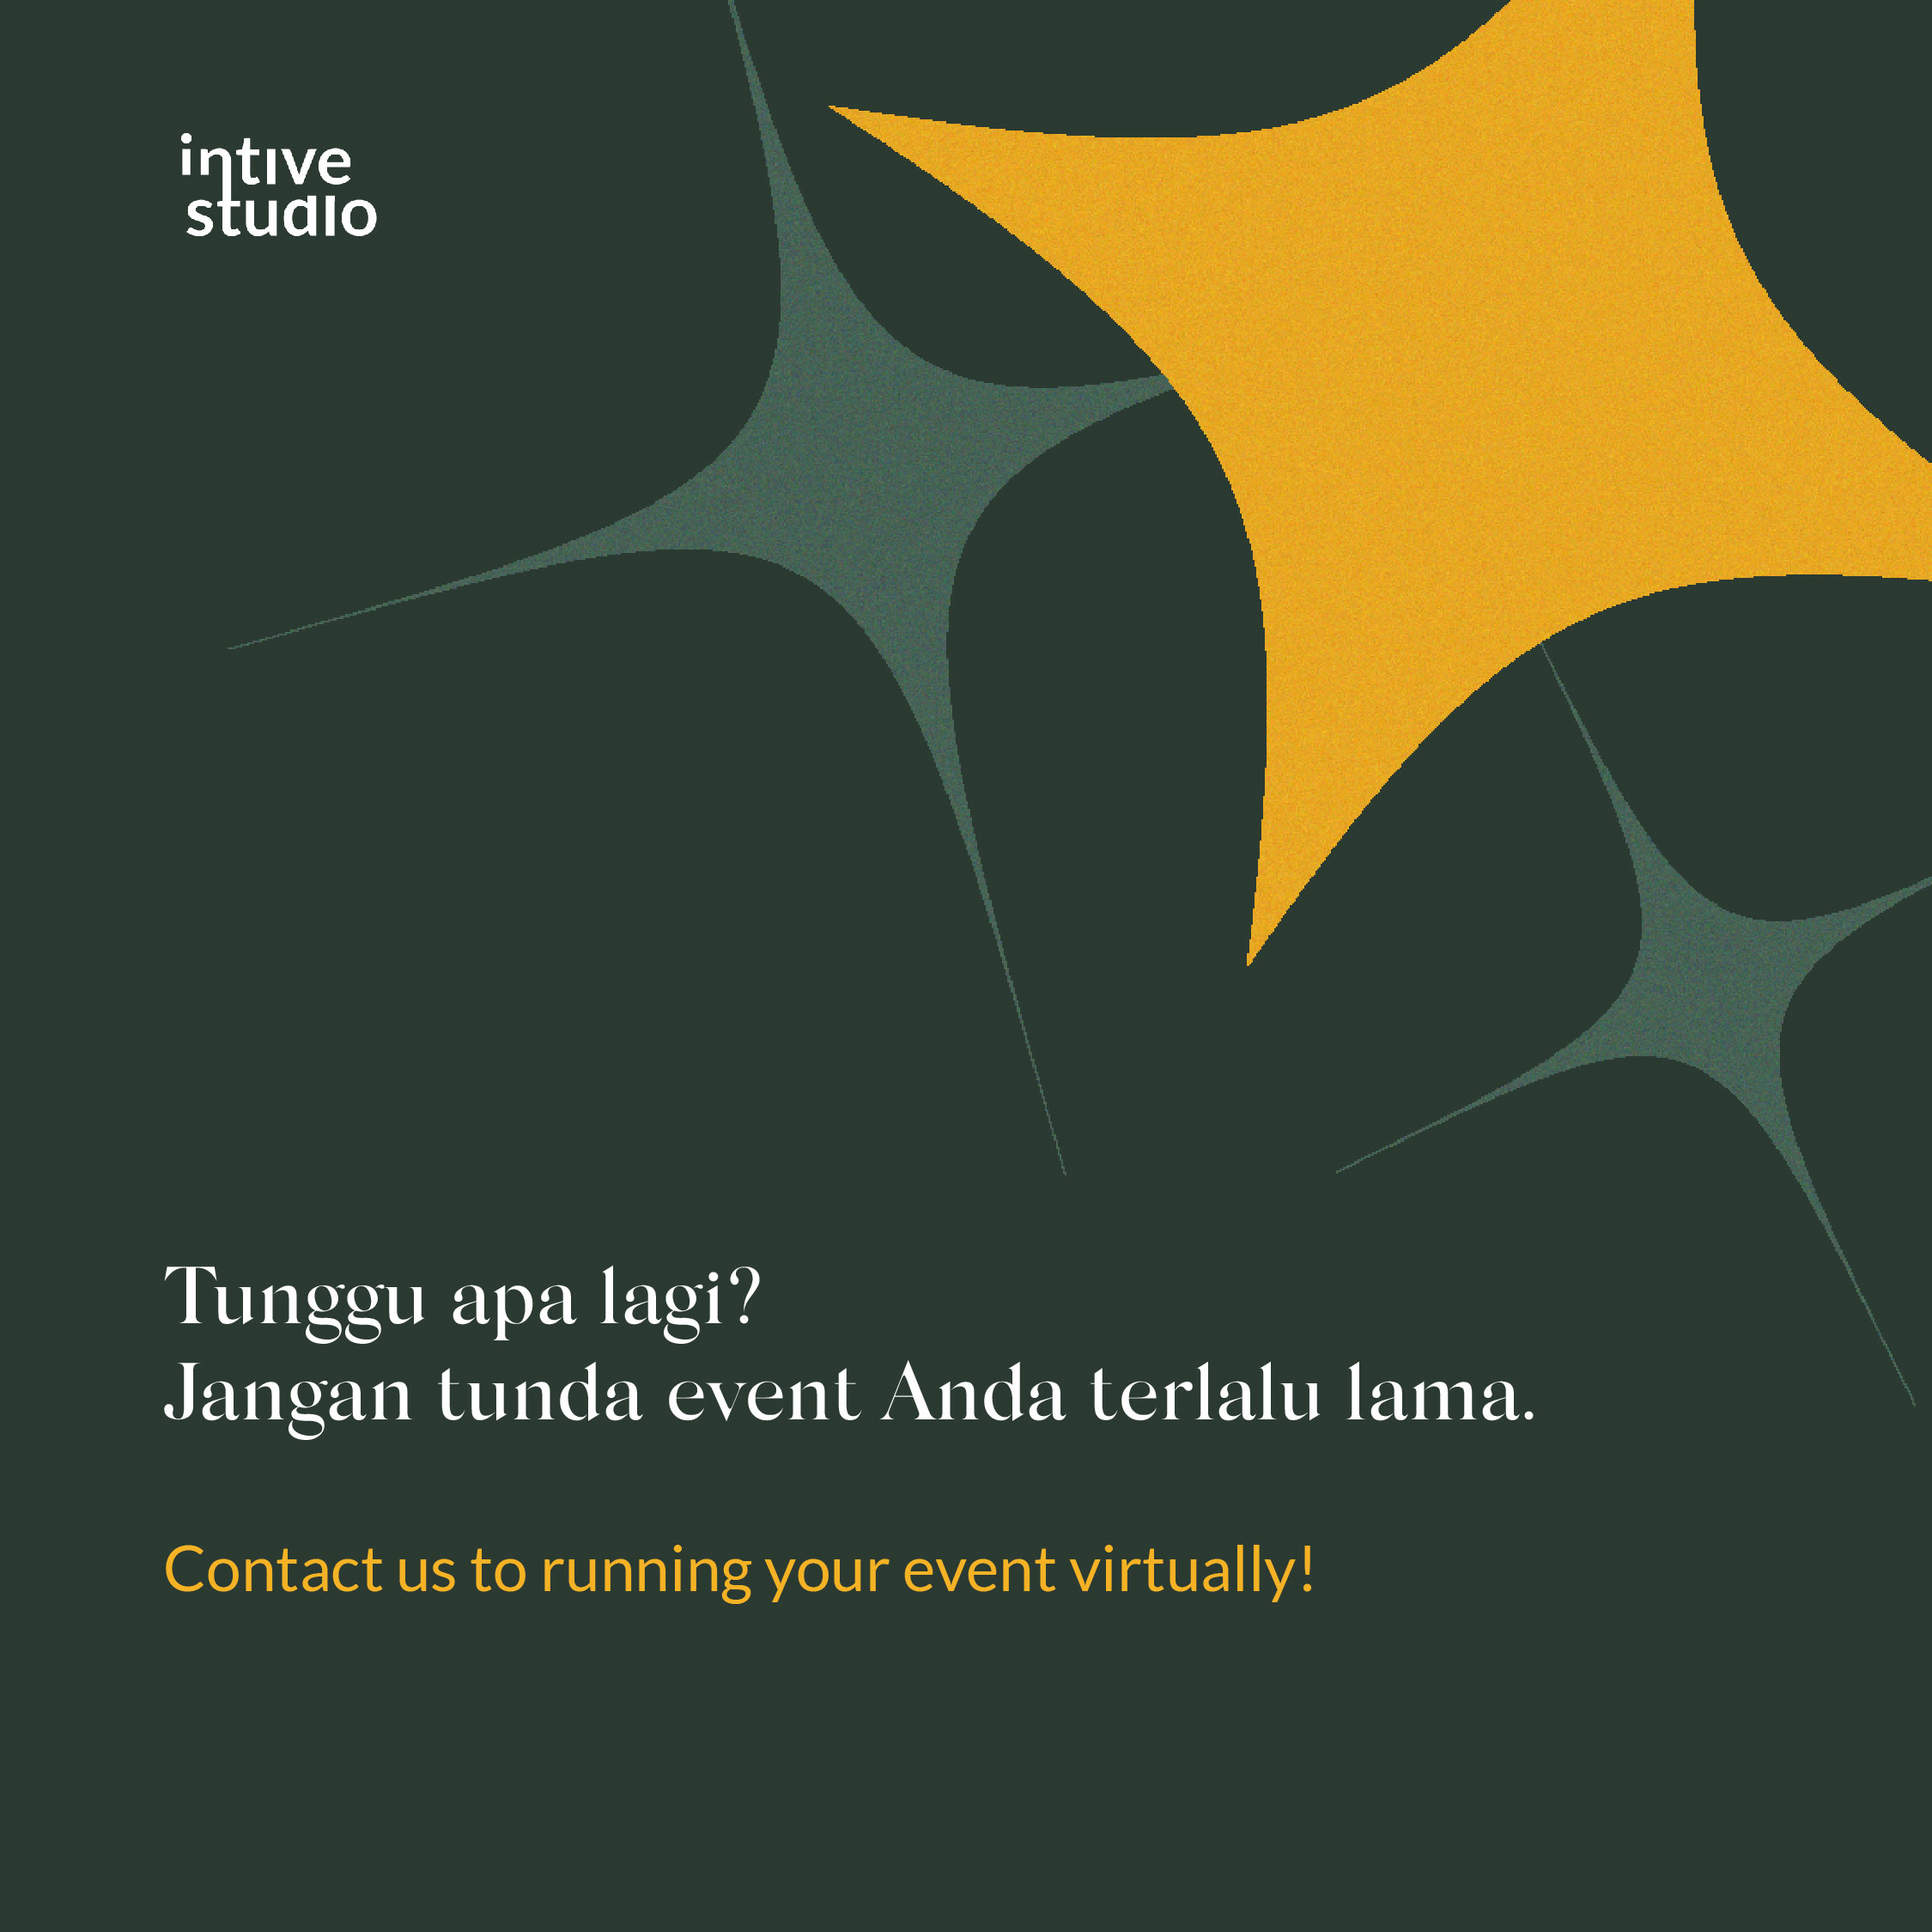 intive
studio
Tunggu apa lagi?
Jangan tunda event Anda terlalu lama.
Contact us to running your event virtually!